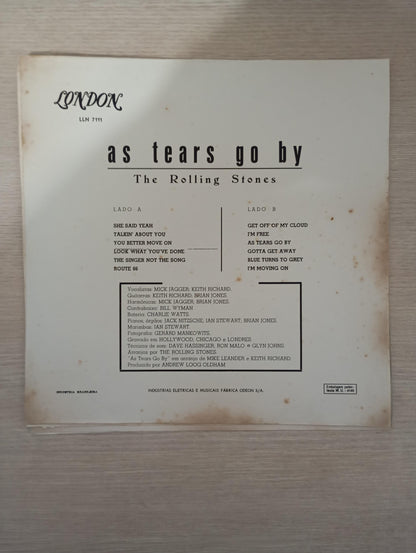 LONDON
LLN 7111
as tears go by
The Rolling Stones
LADO A
SHE SAID YEAH
TALKIN' ABOUT YOU
YOU BETTER MOVE ON
LOOK WHAT YOU'VE DONE
THE SINGER NOT THE SONG
ROUTE 66
LADO B
GET OFF OF MY CLOUD
I'M FREE
AS TEARS GO BY
GOTTA GET AWAY
BLUE TURNS TO GREY
I'M MOVING ON
Vocalistas: MICK JAGGER; KEITH RICHARD.
Guitarras: KEITH RICHARD; BRIAN JONES.
Harmônicas: MICK JAGGER; BRIAN JONES.
Contrabaixo: BILL WYMAN
Bateria: CHARLIE WATTS.
Pianos, órgãos: JACK NITZSCHE, IAN STEWART; BRIAN JONES.
Marimbas: IAN STEWART.
Fotografia: GERARD MANKOWITS.
Gravado em HOLLYWOOD, CHICAGO e LONDRES.
Técnicos de som: DAVE HASSINGER, RON MALO e GLYN JOHNS.
Arranjos por THE ROLLING STONES.
"As Tears Go By" em arranjo de MIKE LEANDER e KEITH RICHARD.
Produzido por ANDREW LOOG OLDHAM
INDÚSTRIA BRASILEIRA
INDÚSTRIAS ELÉTRICAS E MUSICAIS FÁBRICA ODEON S/A.